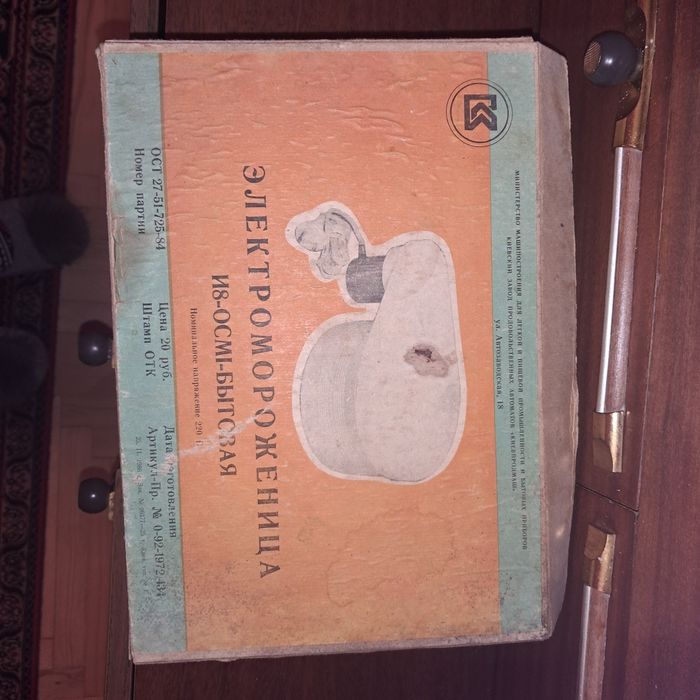 МИНИСТЕРСТВО МАШИНОСТРОЕНИЯ ДЛЯ ЛЕГКОЙ И ПИЩЕВОЙ ПРОМЫШЛЕННОСТИ И БЫТОВЫХ ПРИБОРОВ
КИЕВСКИЙ ЗАВОД ПРОДОВОЛЬСТВЕННЫХ АВТОМАТОВ «КИЕВПРОДМАШ»
ул. Автозаводская, 18
ЭЛЕКТРОМОРОЖЕНИЦА
И8-ОСМ1-БЫТОВАЯ
Номинальное напряжение 220
ОСТ 27-51-725-84 Цена 20 руб. Дата изготовления
Номер партии Штамп ОТК Артикул-Пр. № 0-92-1972-434